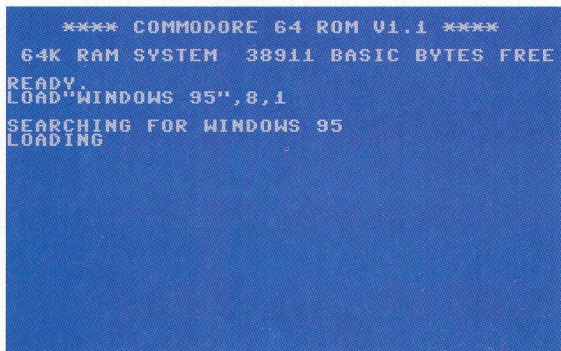 **** COMMODORE 64 ROM V1.1 ****
64K RAM SYSTEM 38911 BASIC BYTES FREE
READY.
LOAD"WINDOWS 95",8,1
SEARCHING FOR WINDOWS 95
LOADING